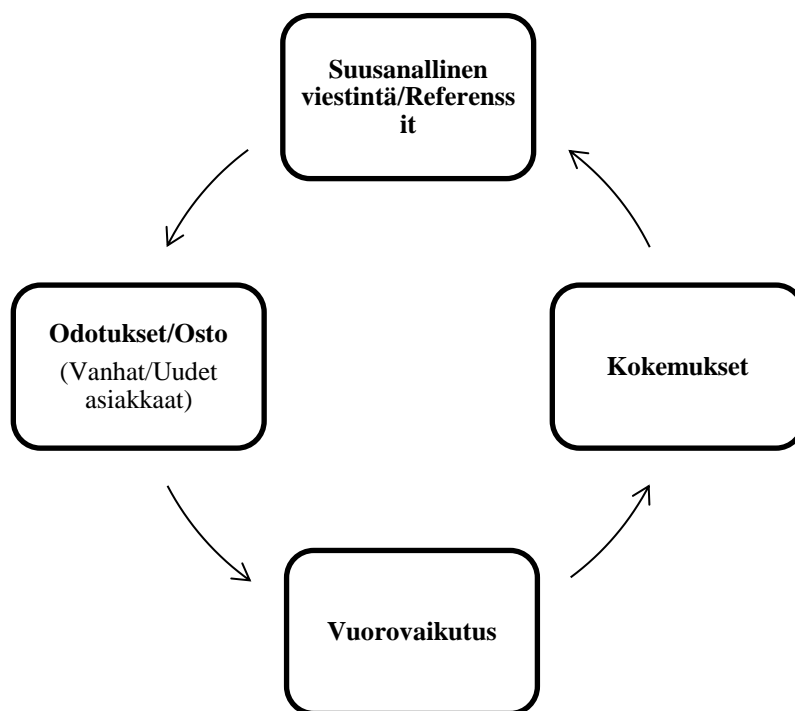 Suusanallinen
viestintä/Referenss
it
Odotukset/Osto
(Vanhat/Uudet
asiakkaat)
Kokemukset
Vuorovaikutus